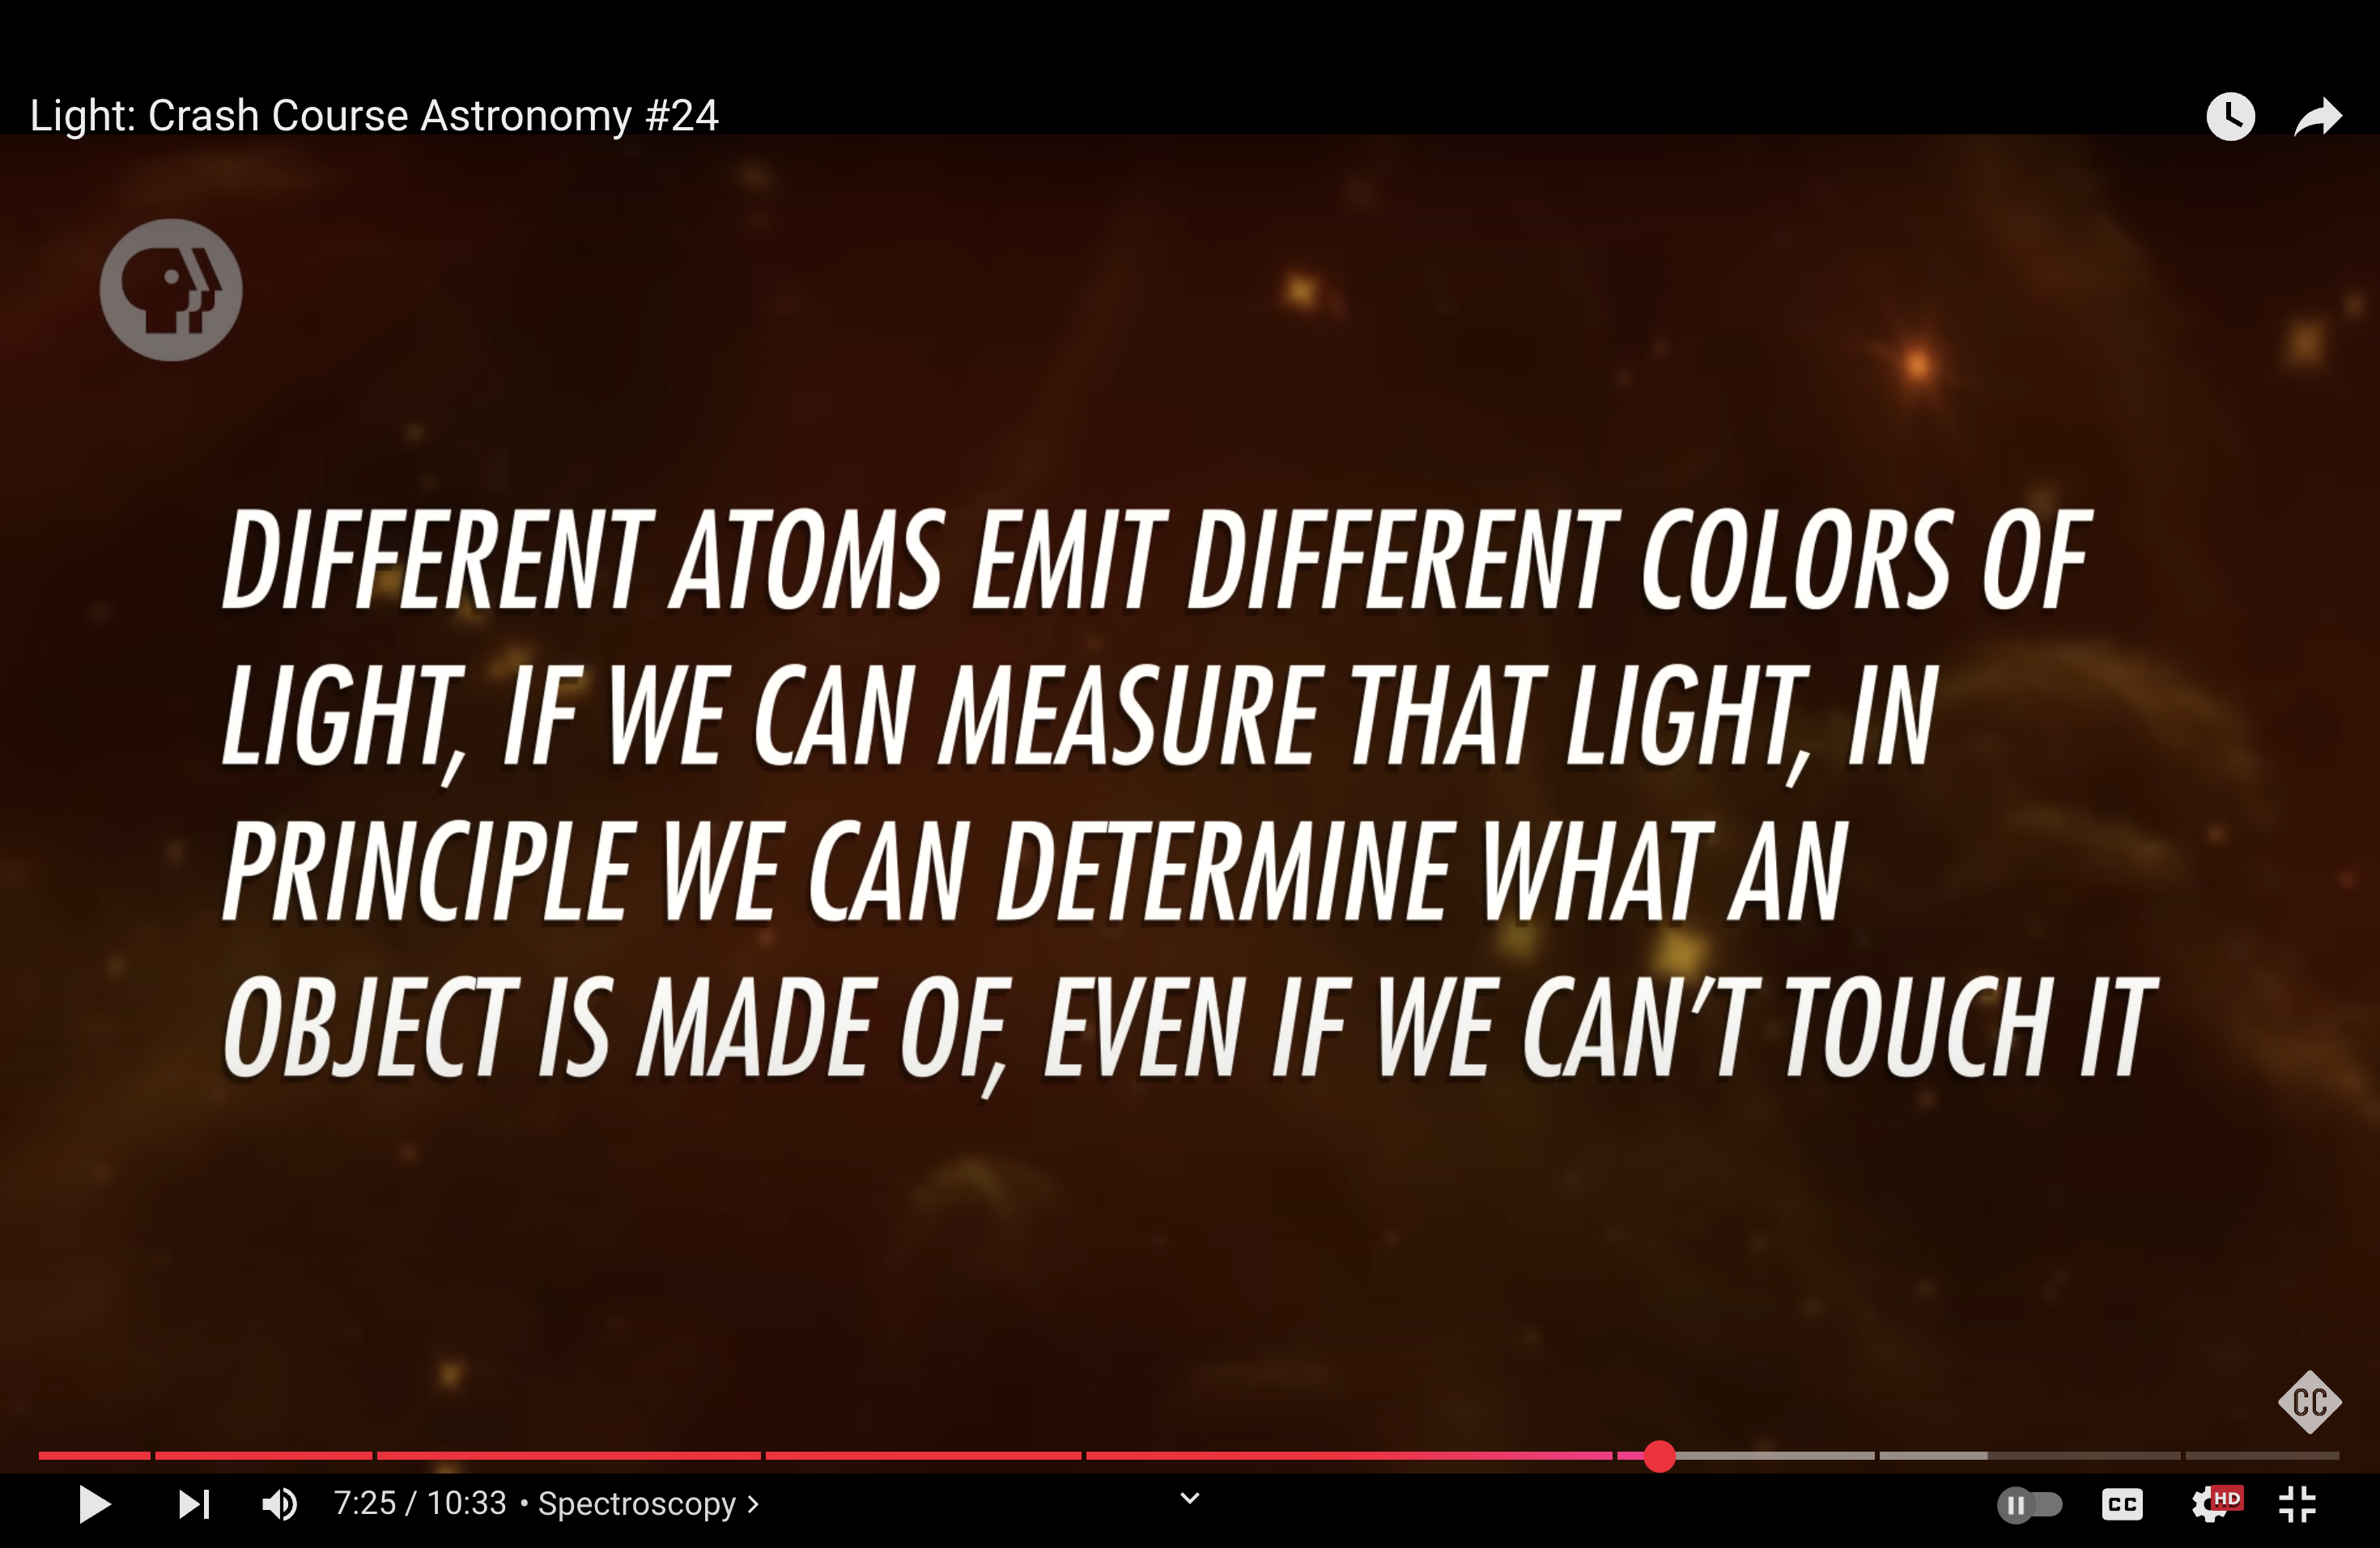 Light: Crash Course Astronomy #24
DIFFERENT ATOMS EMIT DIFFERENT COLORS OF
LIGHT, IF WE CAN MEASURE THAT LIGHT, IN
PRINCIPLE WE CAN DETERMINE WHAT AN
OBJECT IS MADE OF, EVEN IF WE CAN'T TOUCH IT
CC
7:25 / 10:33 • Spectroscopy >
CC
HD